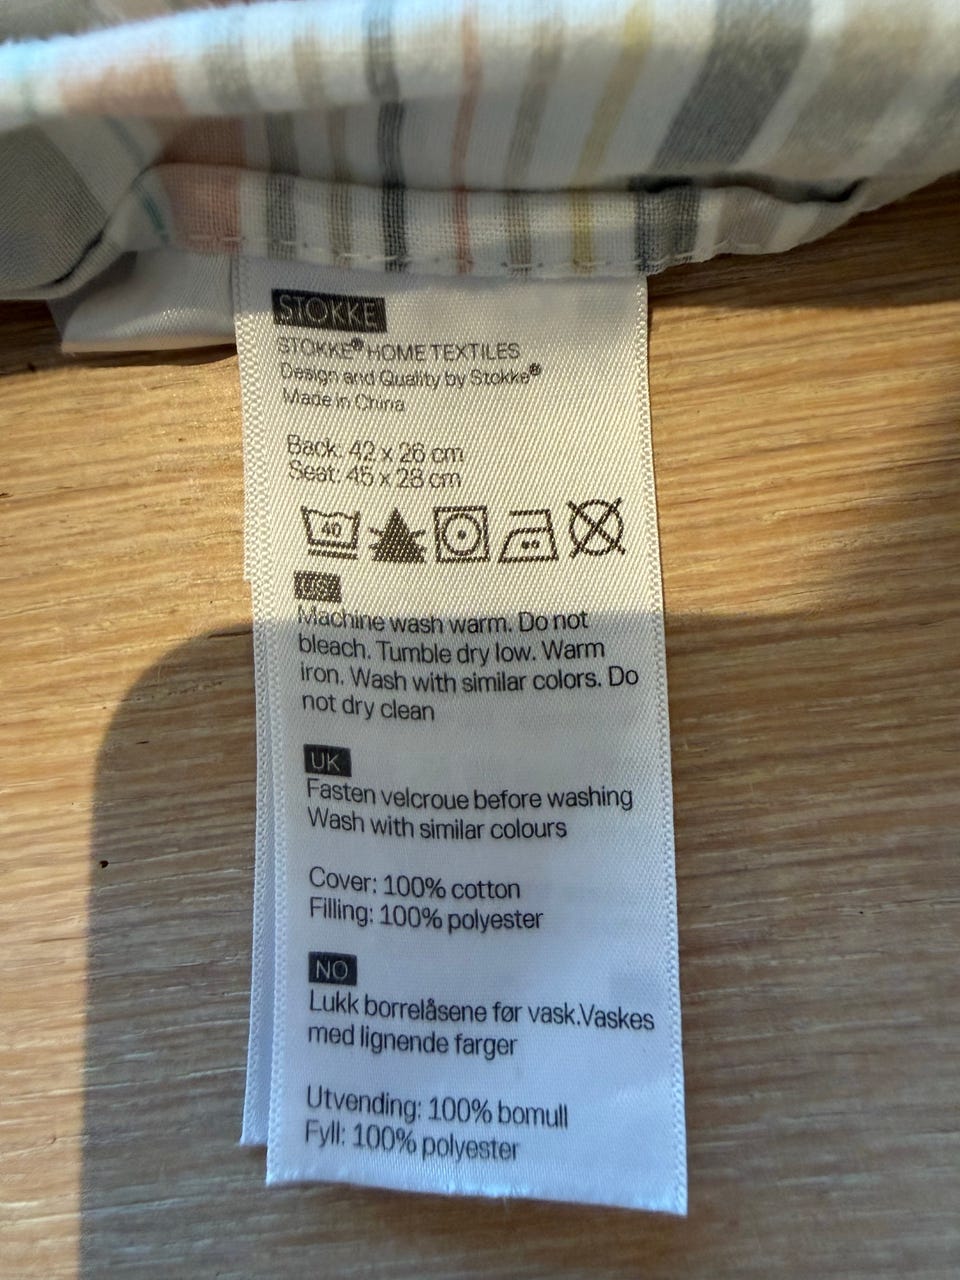 STOKKE
STOKKE® HOME TEXTILES
Design and Quality by Stokke®
Made in China
Back: 42 x 26 cm
Seat: 45 x 28 cm
40
US
Machine wash warm. Do not
bleach. Tumble dry low. Warm
iron. Wash with similar colors. Do
not dry clean
UK
Fasten velcroue before washing
Wash with similar colours
Cover: 100% cotton
Filling: 100% polyester
NO
Lukk borrelåsene før vask.Vaskes
med lignende farger
Utvending: 100% bomull
Fyll: 100% polyester